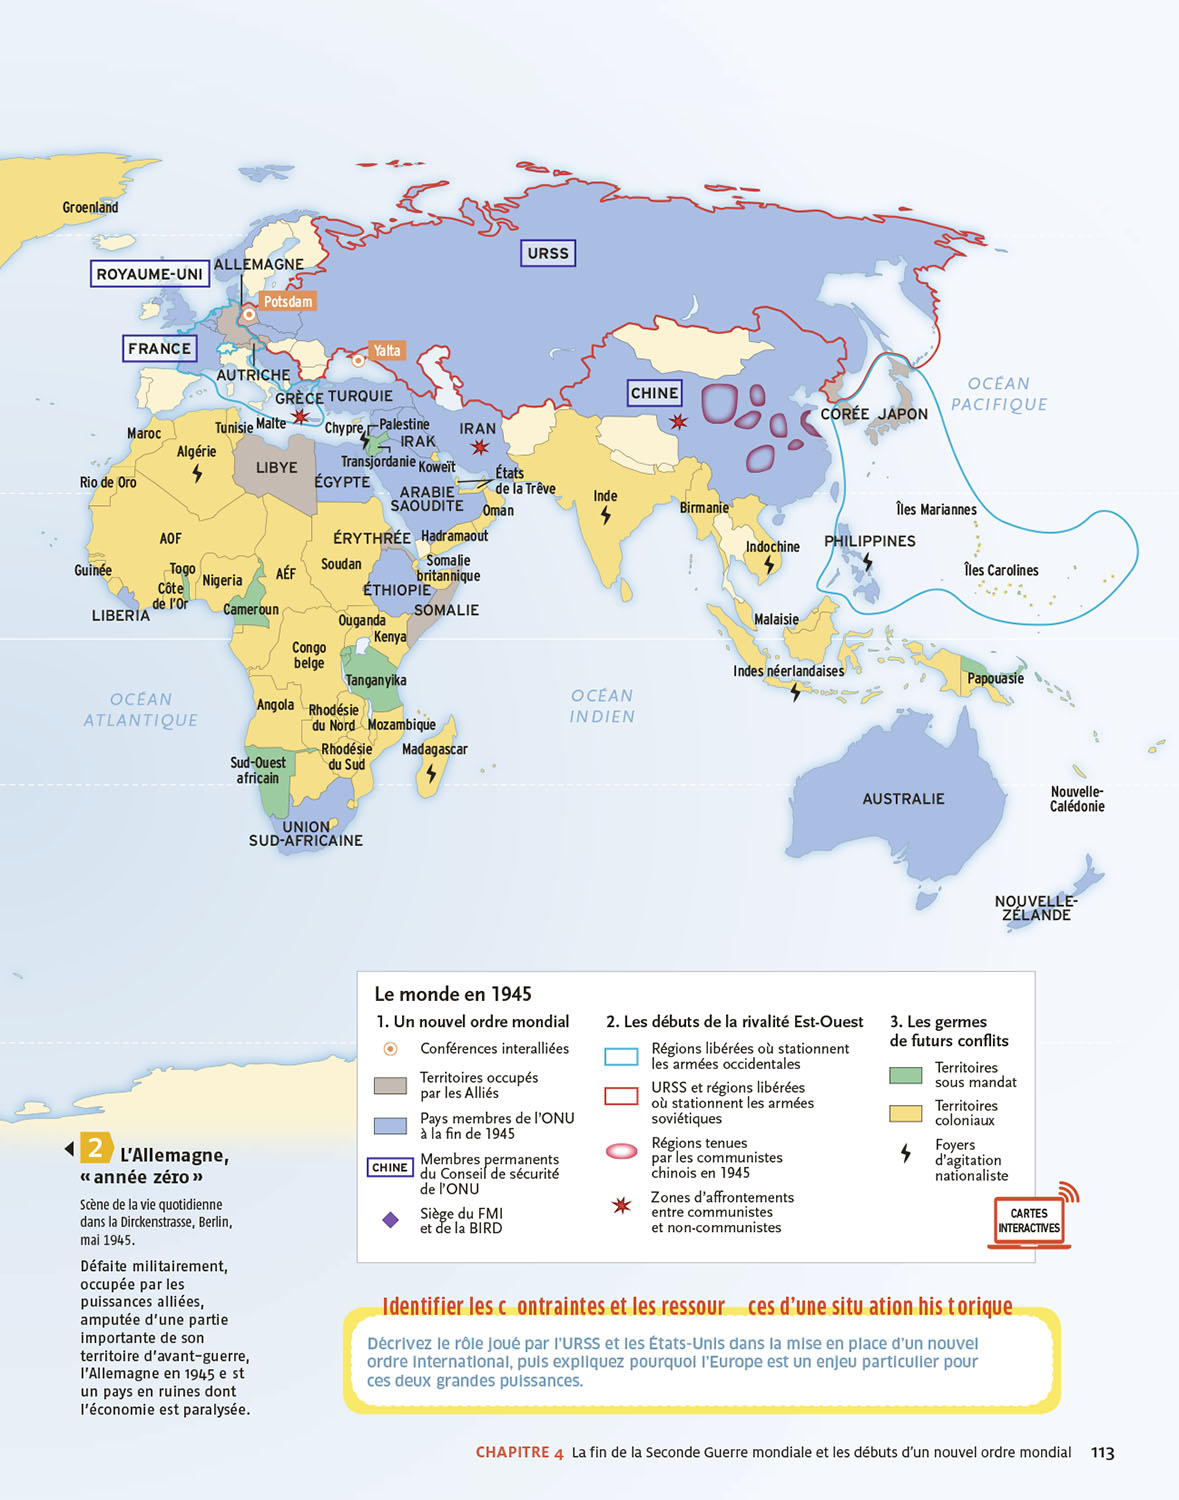 Groenland
ROYAUME-UNI
ALLEMAGNE
URSS
Potsdam
FRANCE
Yalta
AUTRICHE
GRÈCE
TURQUIE
CHINE
OCÉAN
PACIFIQUE
CORÉE
JAPON
Maroc
Tunisie
Malte
Chypre
Palestine
IRAK
IRAN
Algérie
LIBYE
Transjordanie
Koweït
Rio de Oro
ÉGYPTE
ARABIE
SAOUDITE
États
de la Trêve
Oman
Inde
Birmanie
Îles Mariannes
AOF
ÉRYTHRÉE
Hadramaout
Indochine
PHILIPPINES
Guinée
Togo
Côte
de l'Or
Nigeria
AÉF
Soudan
Somalie
britannique
Îles Carolines
LIBERIA
Cameroun
ÉTHIOPIE
SOMALIE
Ouganda
Kenya
Malaisie
Congo
belge
Tanganyika
Indes néerlandaises
Papouasie
OCÉAN
ATLANTIQUE
OCÉAN
INDIEN
Angola
Rhodésie
du Nord
Mozambique
Rhodésie
du Sud
Madagascar
Sud-Ouest
africain
AUSTRALIE
Nouvelle-
Calédonie
UNION
SUD-AFRICAINE
NOUVELLE-
ZÉLANDE
Le monde en 1945
1. Un nouvel ordre mondial
Conférences interalliées
Territoires occupés
par les Alliés
Pays membres de l'ONU
à la fin de 1945
CHINE
Membres permanents
du Conseil de sécurité
de l'ONU
Siège du FMI
et de la BIRD
2. Les débuts de la rivalité Est-Ouest
Régions libérées où stationnent
les armées occidentales
URSS et régions libérées
où stationnent les armées
soviétiques
Régions tenues
par les communistes
chinois en 1945
Zones d'affrontements
entre communistes
et non-communistes
3. Les germes
de futurs conflits
Territoires
sous mandat
Territoires
coloniaux
Foyers
d'agitation
nationaliste
CARTES
INTERACTIVES
2 L'Allemagne,
« année zéro »
Scène de la vie quotidienne
dans la Dirckenstrasse, Berlin,
mai 1945.
Défaite militairement,
occupée par les
puissances alliées,
amputée d'une partie
importante de son
territoire d'avant-guerre,
l'Allemagne en 1945 e st
un pays en ruines dont
l'économie est paralysée.
Identifier les c ontraintes et les ressour ces d'une situ ation his t orique
Décrivez le rôle joué par l'URSS et les États-Unis dans la mise en place d'un nouvel
ordre international, puis expliquez pourquoi l'Europe est un enjeu particulier pour
ces deux grandes puissances.
CHAPITRE 4 La fin de la Seconde Guerre mondiale et les débuts d'un nouvel ordre mondial 113